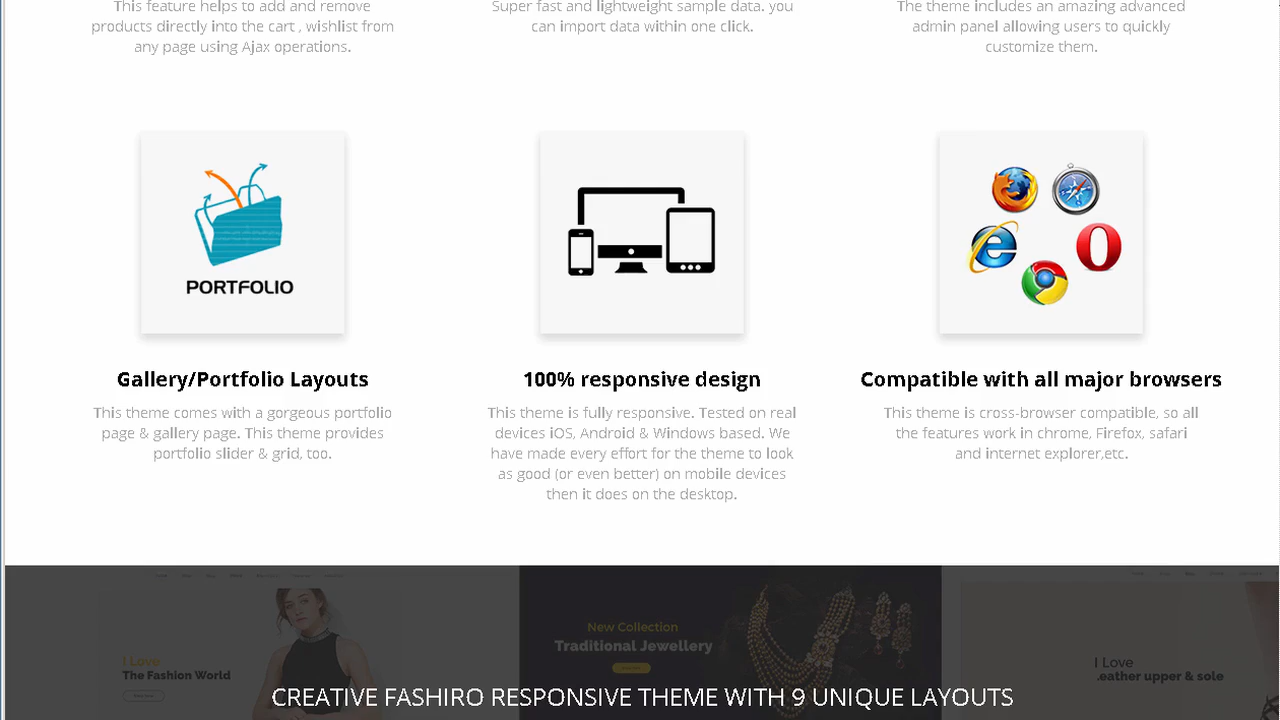 This feature helps to add and remove
products directly into the cart , wishlist from
any page using Ajax operations.
Super fast and lightweight sample data. you
can import data within one click.
The theme includes an amazing advanced
admin panel allowing users to quickly
customize them.
PORTFOLIO
Gallery/Portfolio Layouts
This theme comes with a gorgeous portfolio
page & gallery page. This theme provides
portfolio slider & grid, too.
100% responsive design
This theme is fully responsive. Tested on real
devices iOS, Android & Windows based. We
have made every effort for the theme to look
as good (or even better) on mobile devices
then it does on the desktop.
Compatible with all major browsers
This theme is cross-browser compatible, so all
the features work in chrome, Firefox, safari
and internet explorer,etc.
I Love
The Fashion World
New Collection
Traditional Jewellery
I Love
.eather upper & sole
CREATIVE FASHIRO RESPONSIVE THEME WITH 9 UNIQUE LAYOUTS